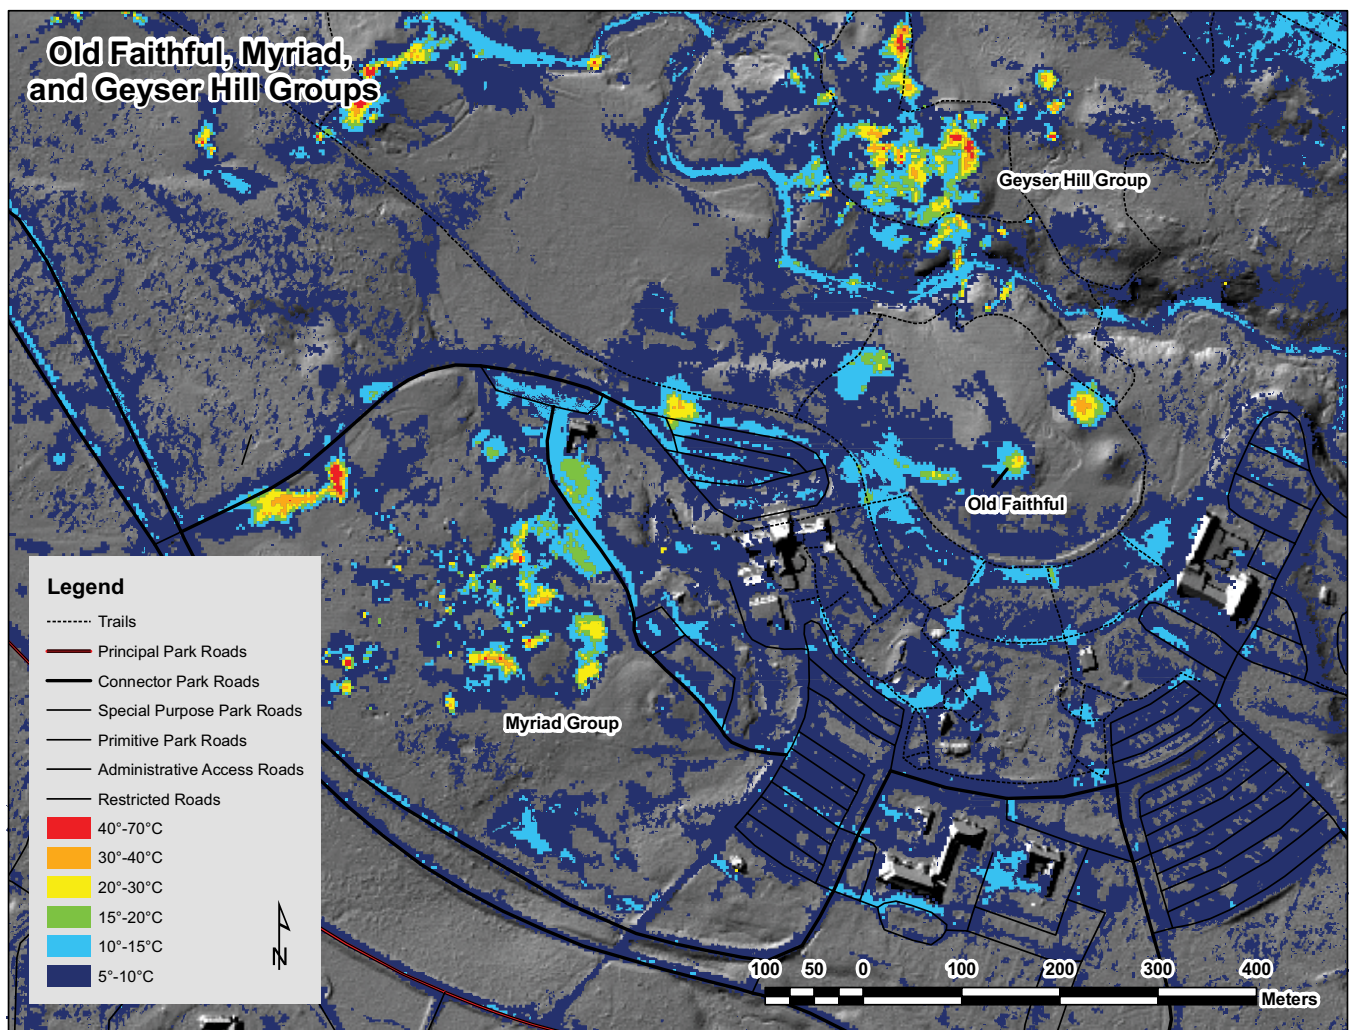 Old Faithful, Myriad,
and Geyser Hill Groups
Geyser Hill Group
Old Faithful
Myriad Group
Legend
Trails
Principal Park Roads
Connector Park Roads
Special Purpose Park Roads
Primitive Park Roads
Administrative Access Roads
Restricted Roads
40°-70°C
30°-40°C
20°-30°C
15°-20°C
10°-15°C
5°-10°C
N
100 50 0 100 200 300 400
Meters